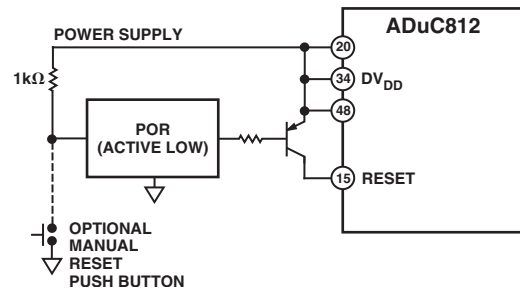 ADuC812
POWER SUPPLY
20
1kΩ
34 DVDD
48
POR
(ACTIVE LOW)
15 RESET
OPTIONAL
MANUAL
RESET
PUSH BUTTON